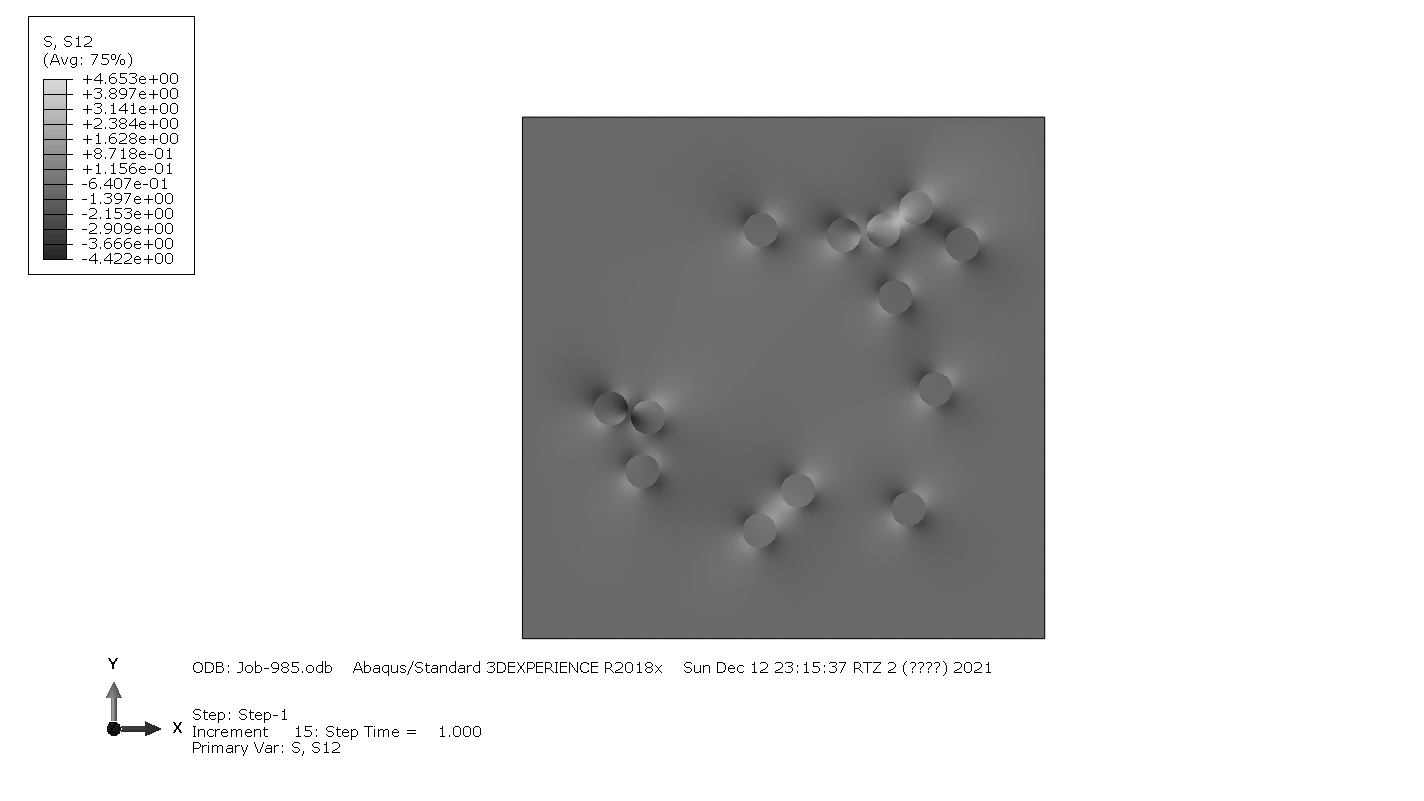 S, S12
(Avg: 75%)
+4.653e+00
+3.897e+00
+3.141e+00
+2.384e+00
+1.628e+00
+8.718e-01
+1.156e-01
-6.407e-01
-1.397e+00
-2.153e+00
-2.909e+00
-3.666e+00
-4.422e+00
Y
X
ODB: Job-985.odb    Abaqus/Standard 3DEXPERIENCE R2018x    Sun Dec 12 23:15:37 RTZ 2 (????) 2021
Step: Step-1
Increment    15: Step Time =    1.000
Primary Var: S, S12